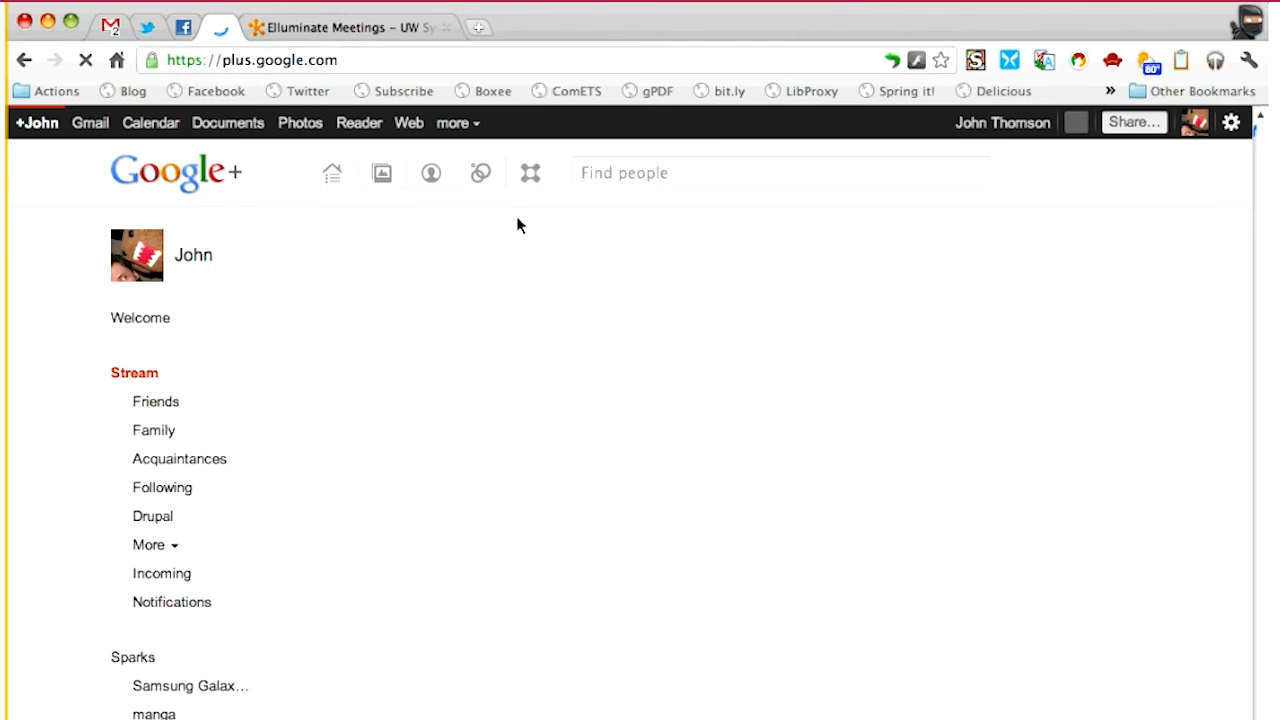 2
Elluminate Meetings – UW Sy
https://plus.google.com
80°
Actions Blog Facebook Twitter Subscribe Boxee ComETS gPDF bit.ly LibProxy Spring it! Delicious » Other Bookmarks
+John Gmail Calendar Documents Photos Reader Web more John Thomson Share...
Google+ Find people
John
Welcome
Stream
Friends
Family
Acquaintances
Following
Drupal
More
Incoming
Notifications
Sparks
Samsung Galax...
manga